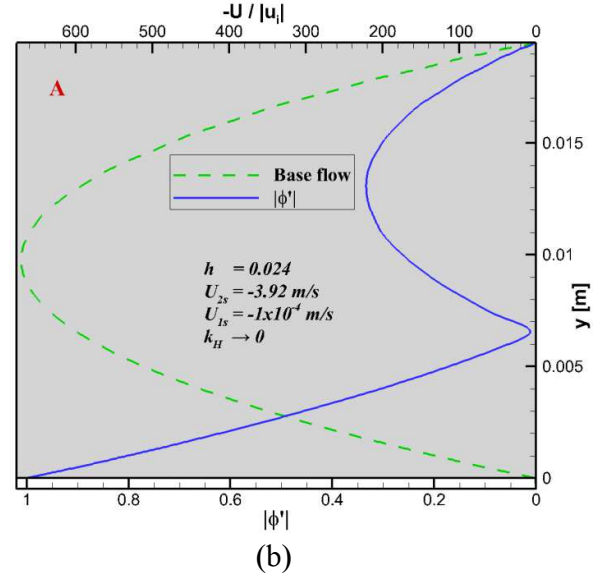 -U / |u_i|
600 500 400 300 200 100 0
A
Base flow
|ϕ'|
h = 0.024
U_2s = -3.92 m/s
U_1s = -1x10^-4 m/s
k_H → 0
0.015
0.01
0.005
0
y [m]
1 0.8 0.6 0.4 0.2 0
|ϕ'|
(b)